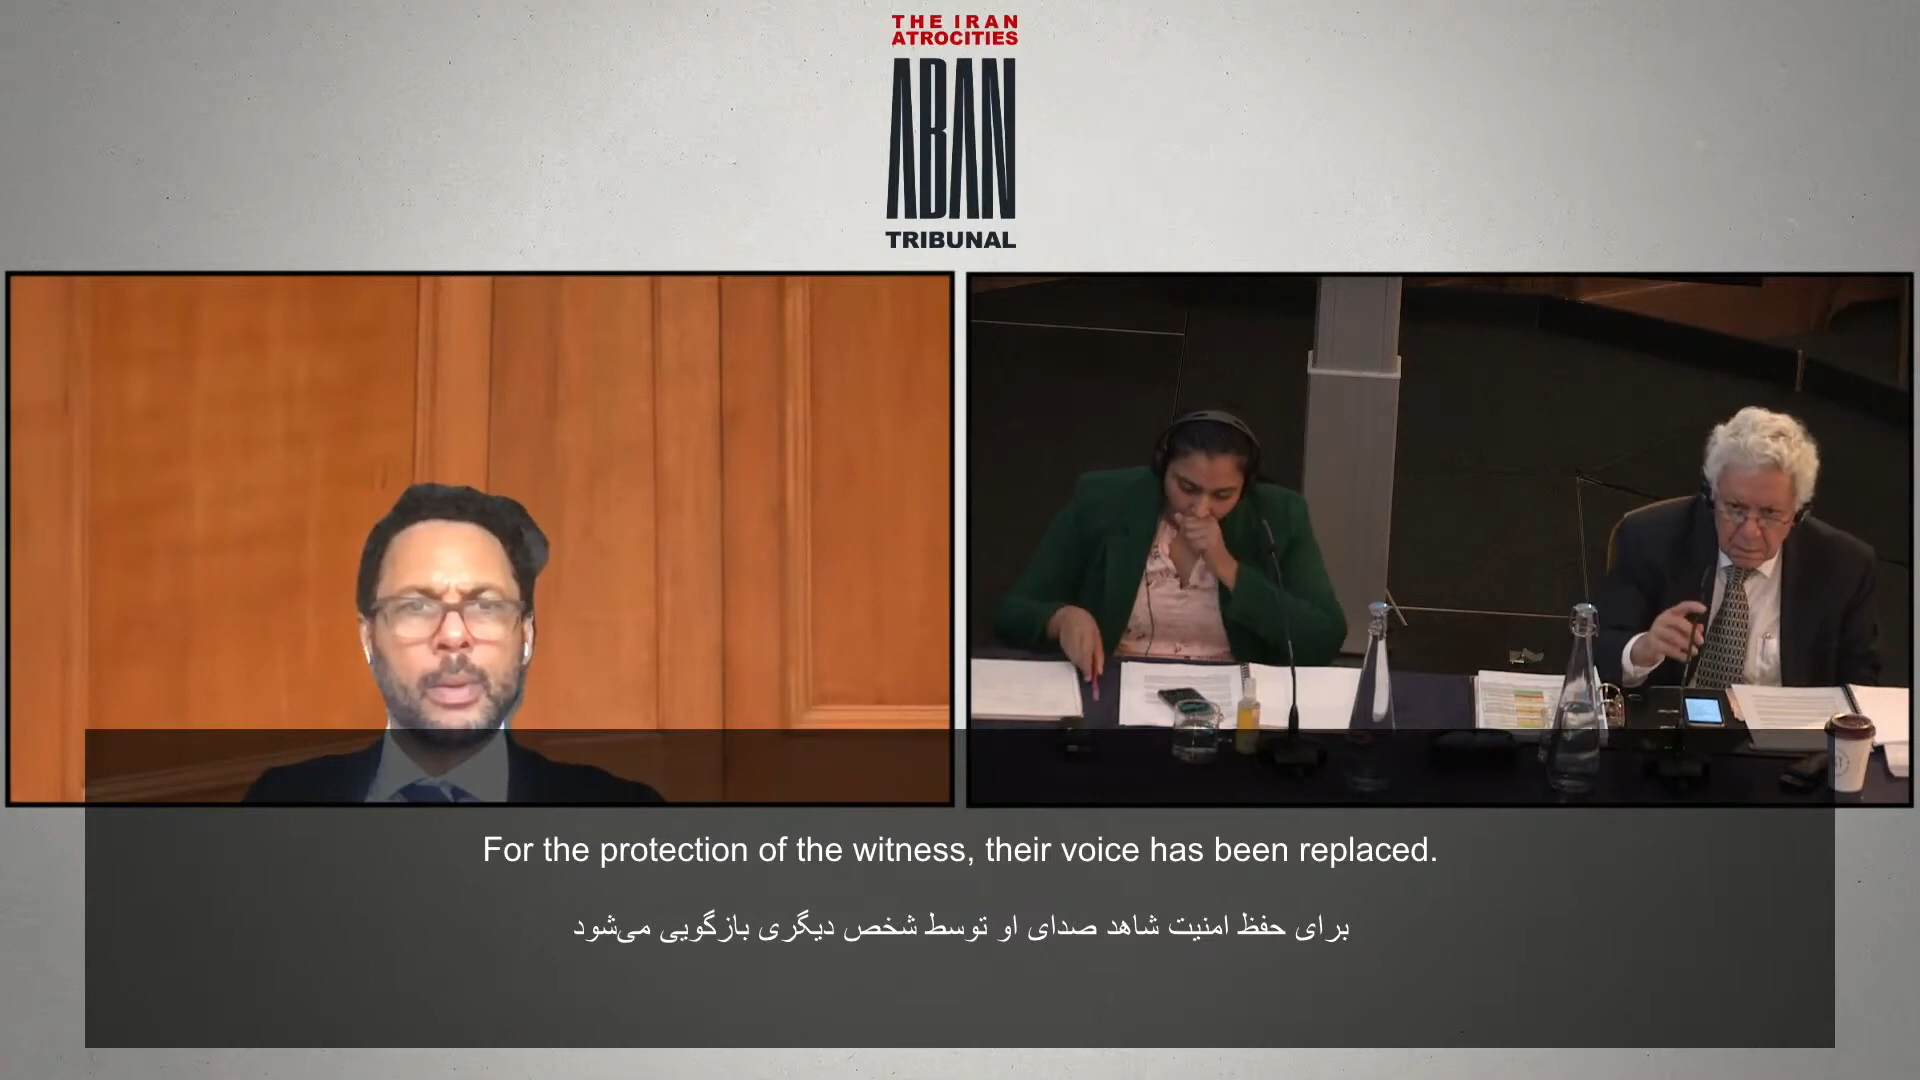 THE IRAN
ATROCITIES
ABAN
TRIBUNAL
For the protection of the witness, their voice has been replaced.
برای حفظ امنیت شاهد صدای او توسط شخص دیگری بازگویی می‌شود